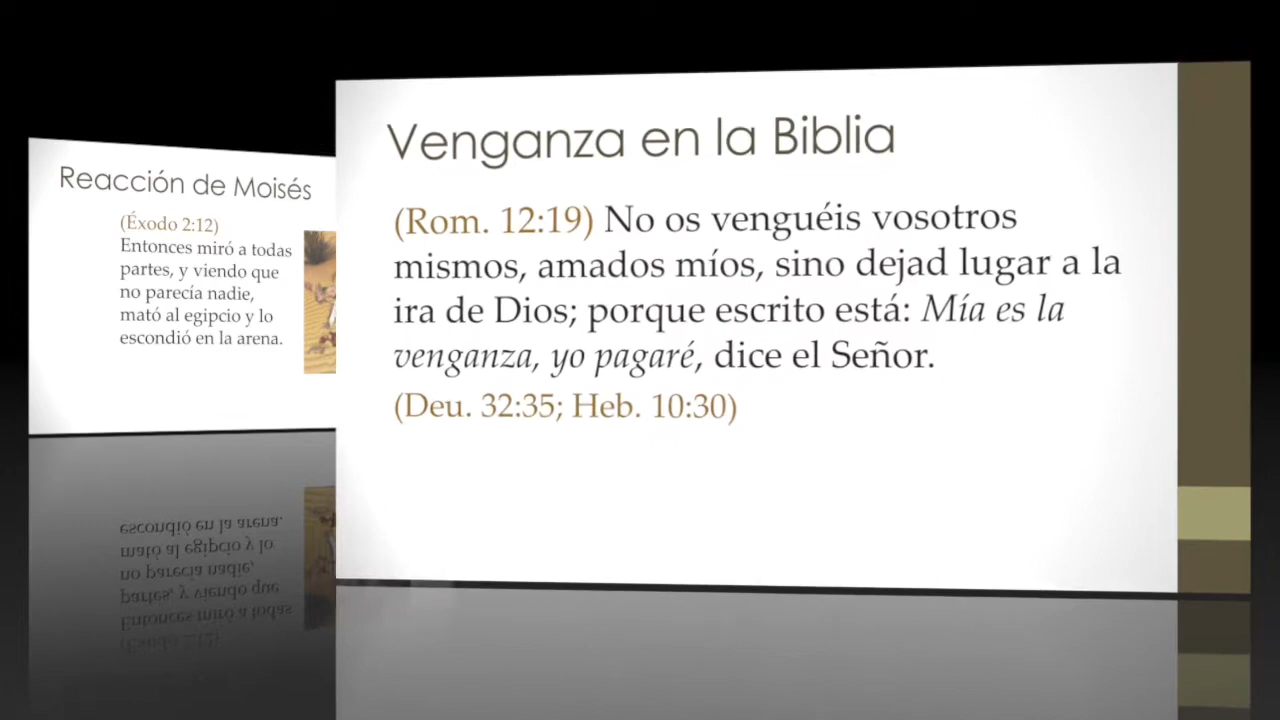 Reacción de Moisés
(Éxodo 2:12)
Entonces miró a todas
partes, y viendo que
no parecía nadie,
mató al egipcio y lo
escondió en la arena.
Venganza en la Biblia
(Rom. 12:19) No os venguéis vosotros
mismos, amados míos, sino dejad lugar a la
ira de Dios; porque escrito está: Mía es la
venganza, yo pagaré, dice el Señor.
(Deu. 32:35; Heb. 10:30)